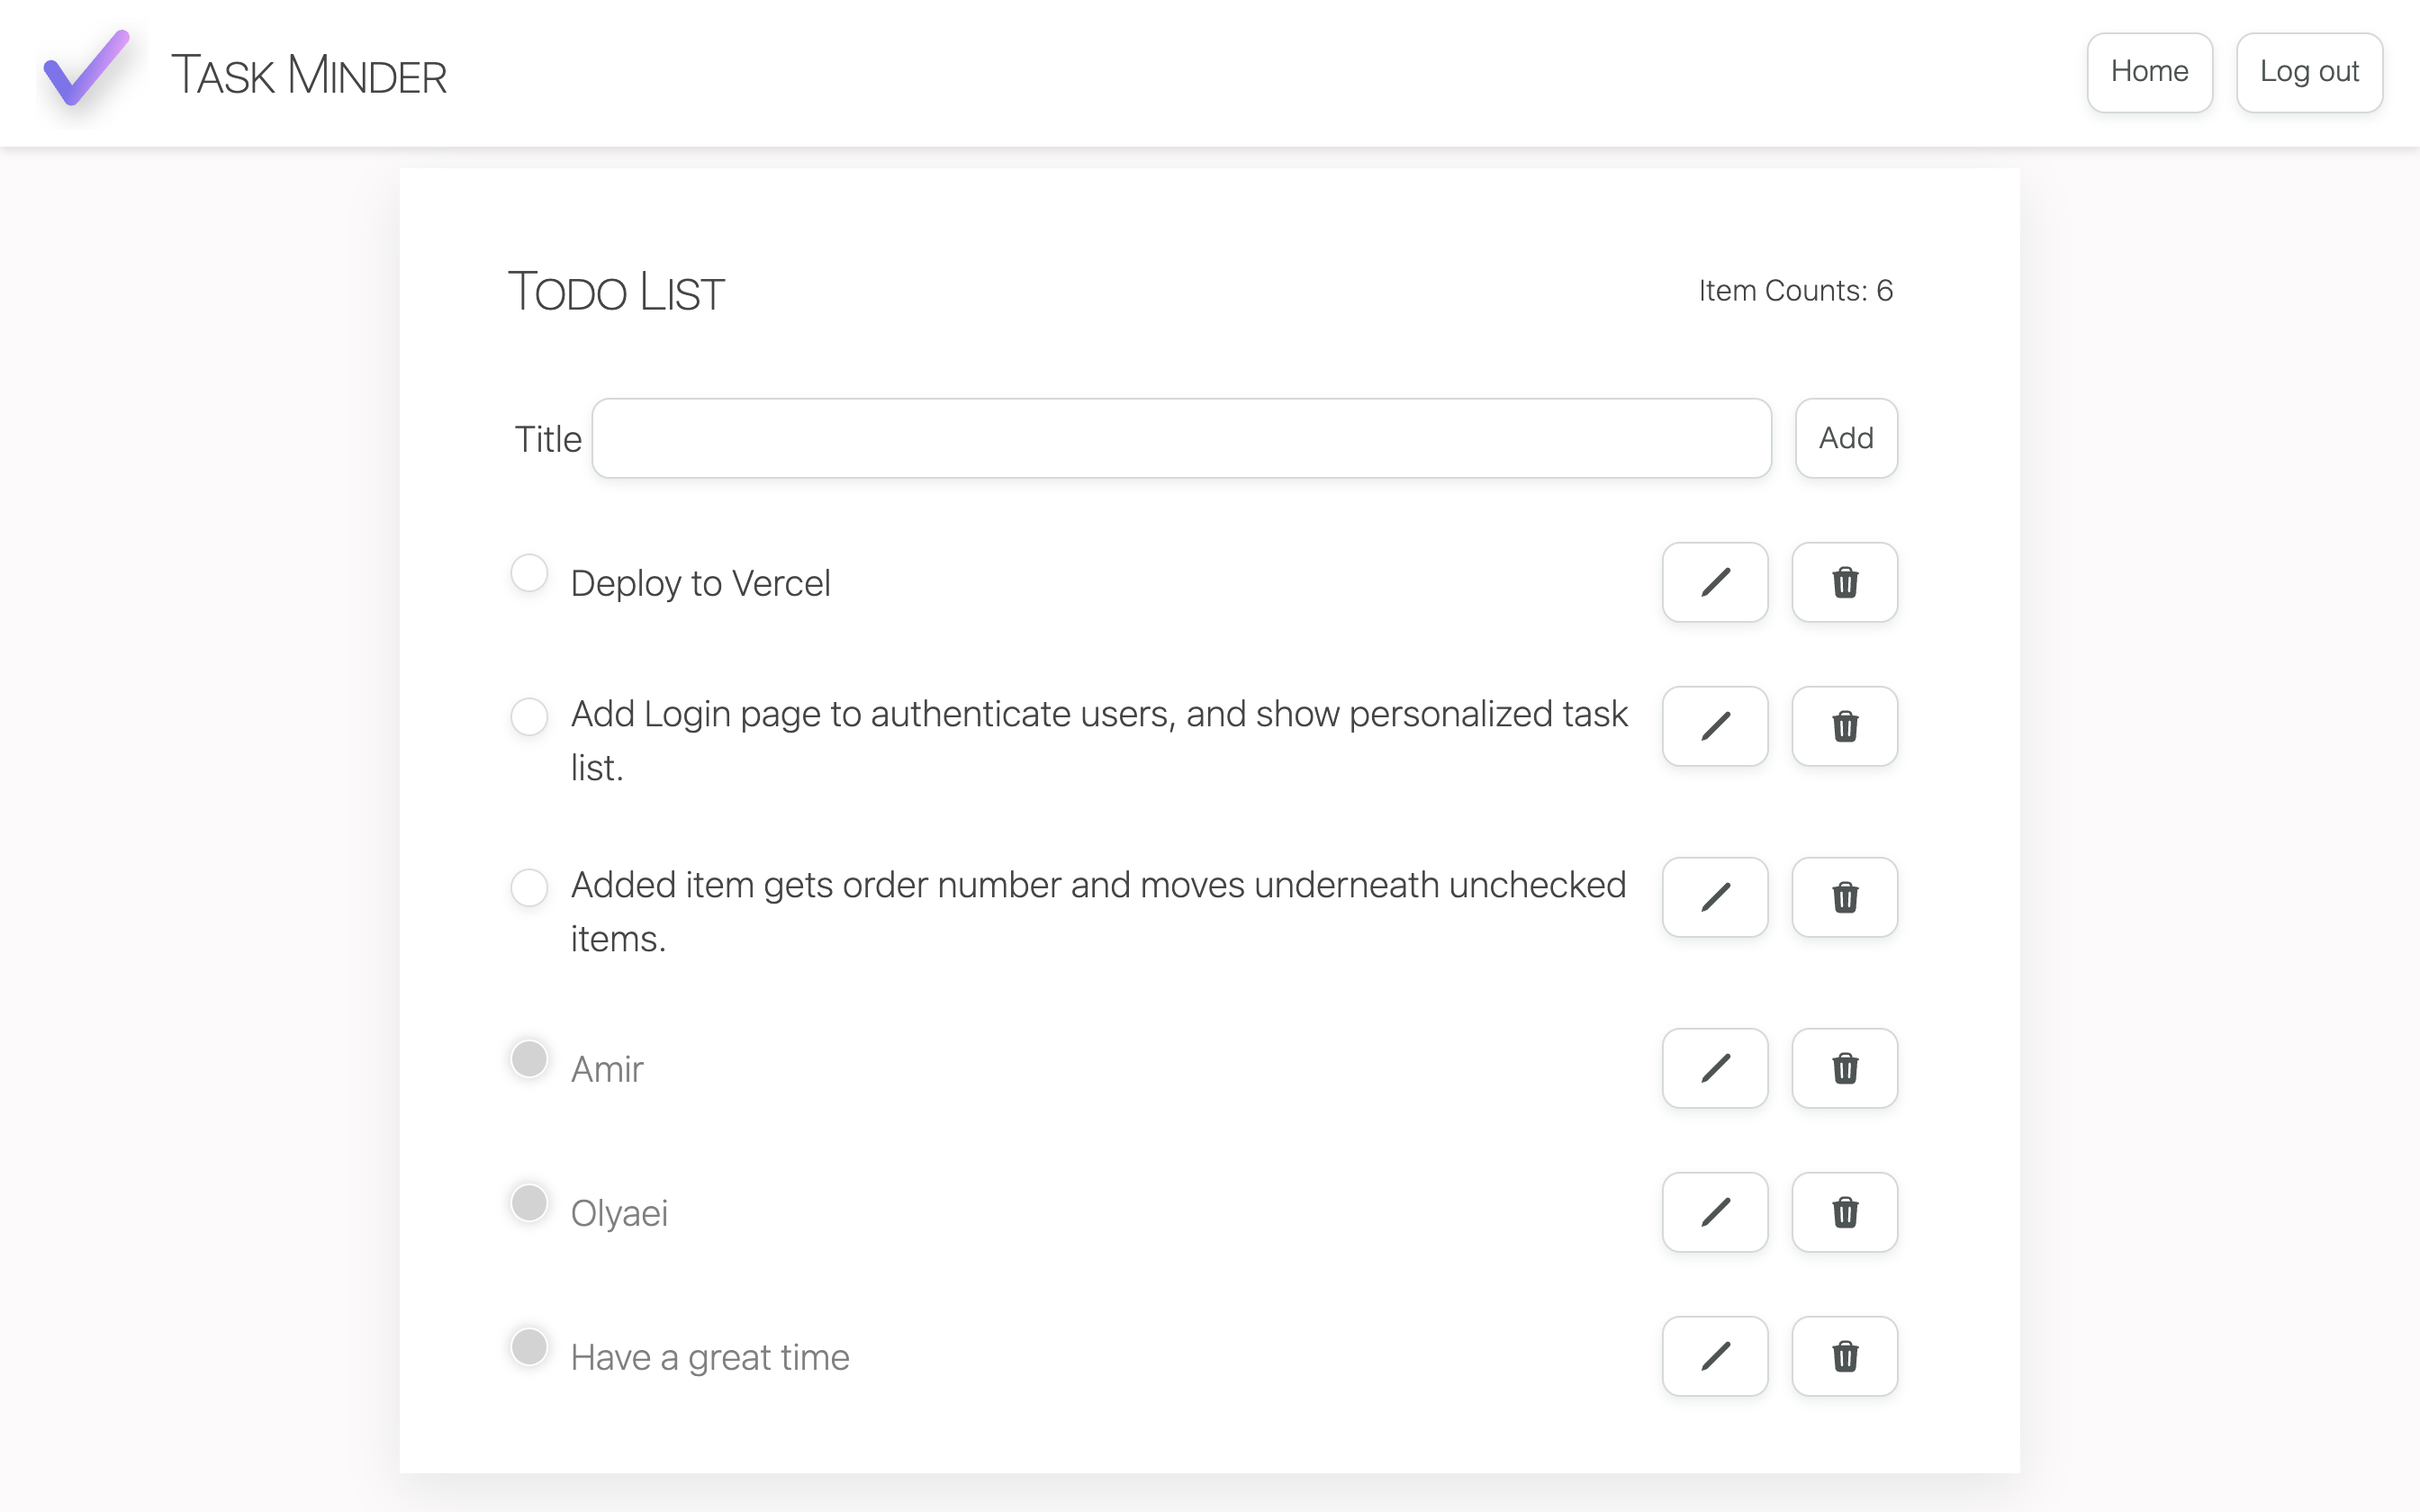 Task Minder
Home
Log out
Todo List
Item Counts: 6
Title
Add
Deploy to Vercel
Add Login page to authenticate users, and show personalized task
list.
Added item gets order number and moves underneath unchecked
items.
Amir
Olyaei
Have a great time